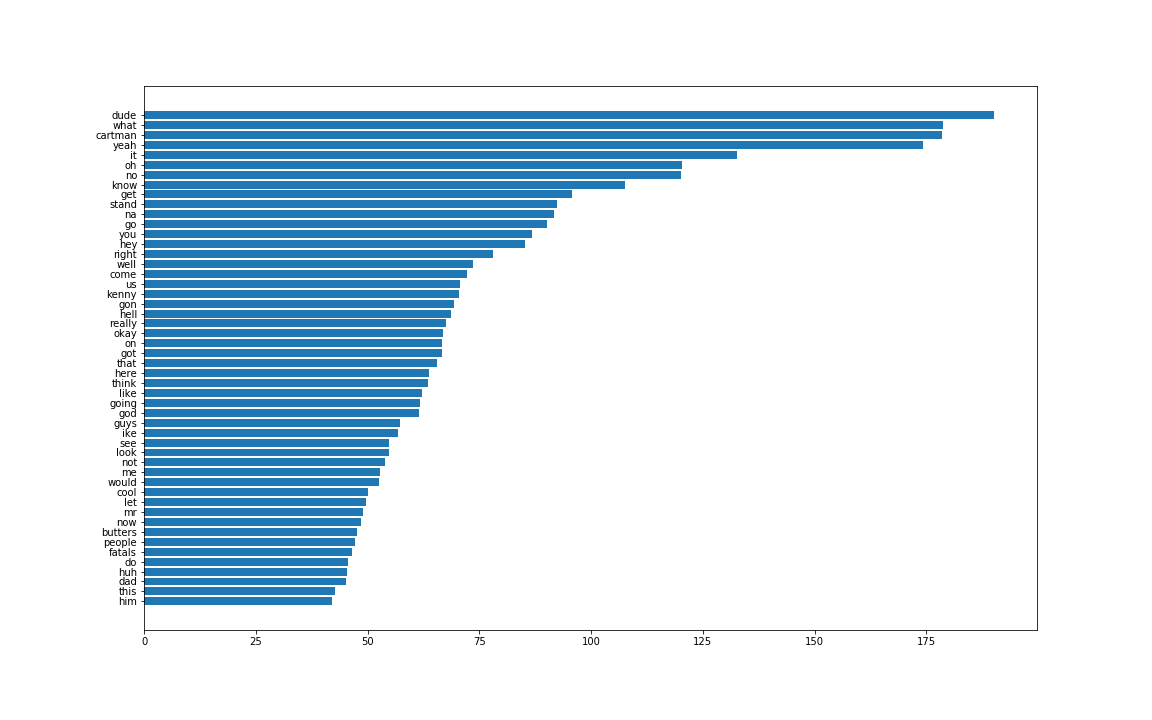 dude
what
cartman
yeah
it
oh
no
know
get
stand
na
go
you
hey
right
well
come
us
kenny
gon
hell
really
okay
on
got
that
here
think
like
going
god
guys
ike
see
look
not
me
would
cool
let
mr
now
butters
people
fatals
do
huh
dad
this
him
0 25 50 75 100 125 150 175